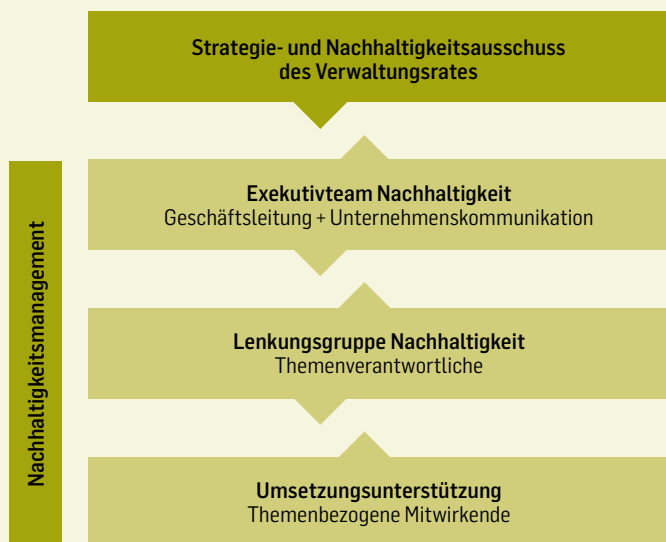 Strategie- und Nachhaltigkeitsausschuss
des Verwaltungsrates
Nachhaltigkeitsmanagement
Exekutivteam Nachhaltigkeit
Geschäftsleitung + Unternehmenskommunikation
Lenkungsgruppe Nachhaltigkeit
Themenverantwortliche
Umsetzungsunterstützung
Themenbezogene Mitwirkende